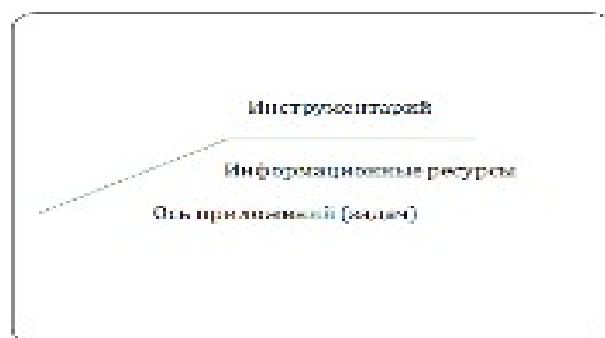 Инструментарий
Информационные ресурсы
Ось приложений (задач)